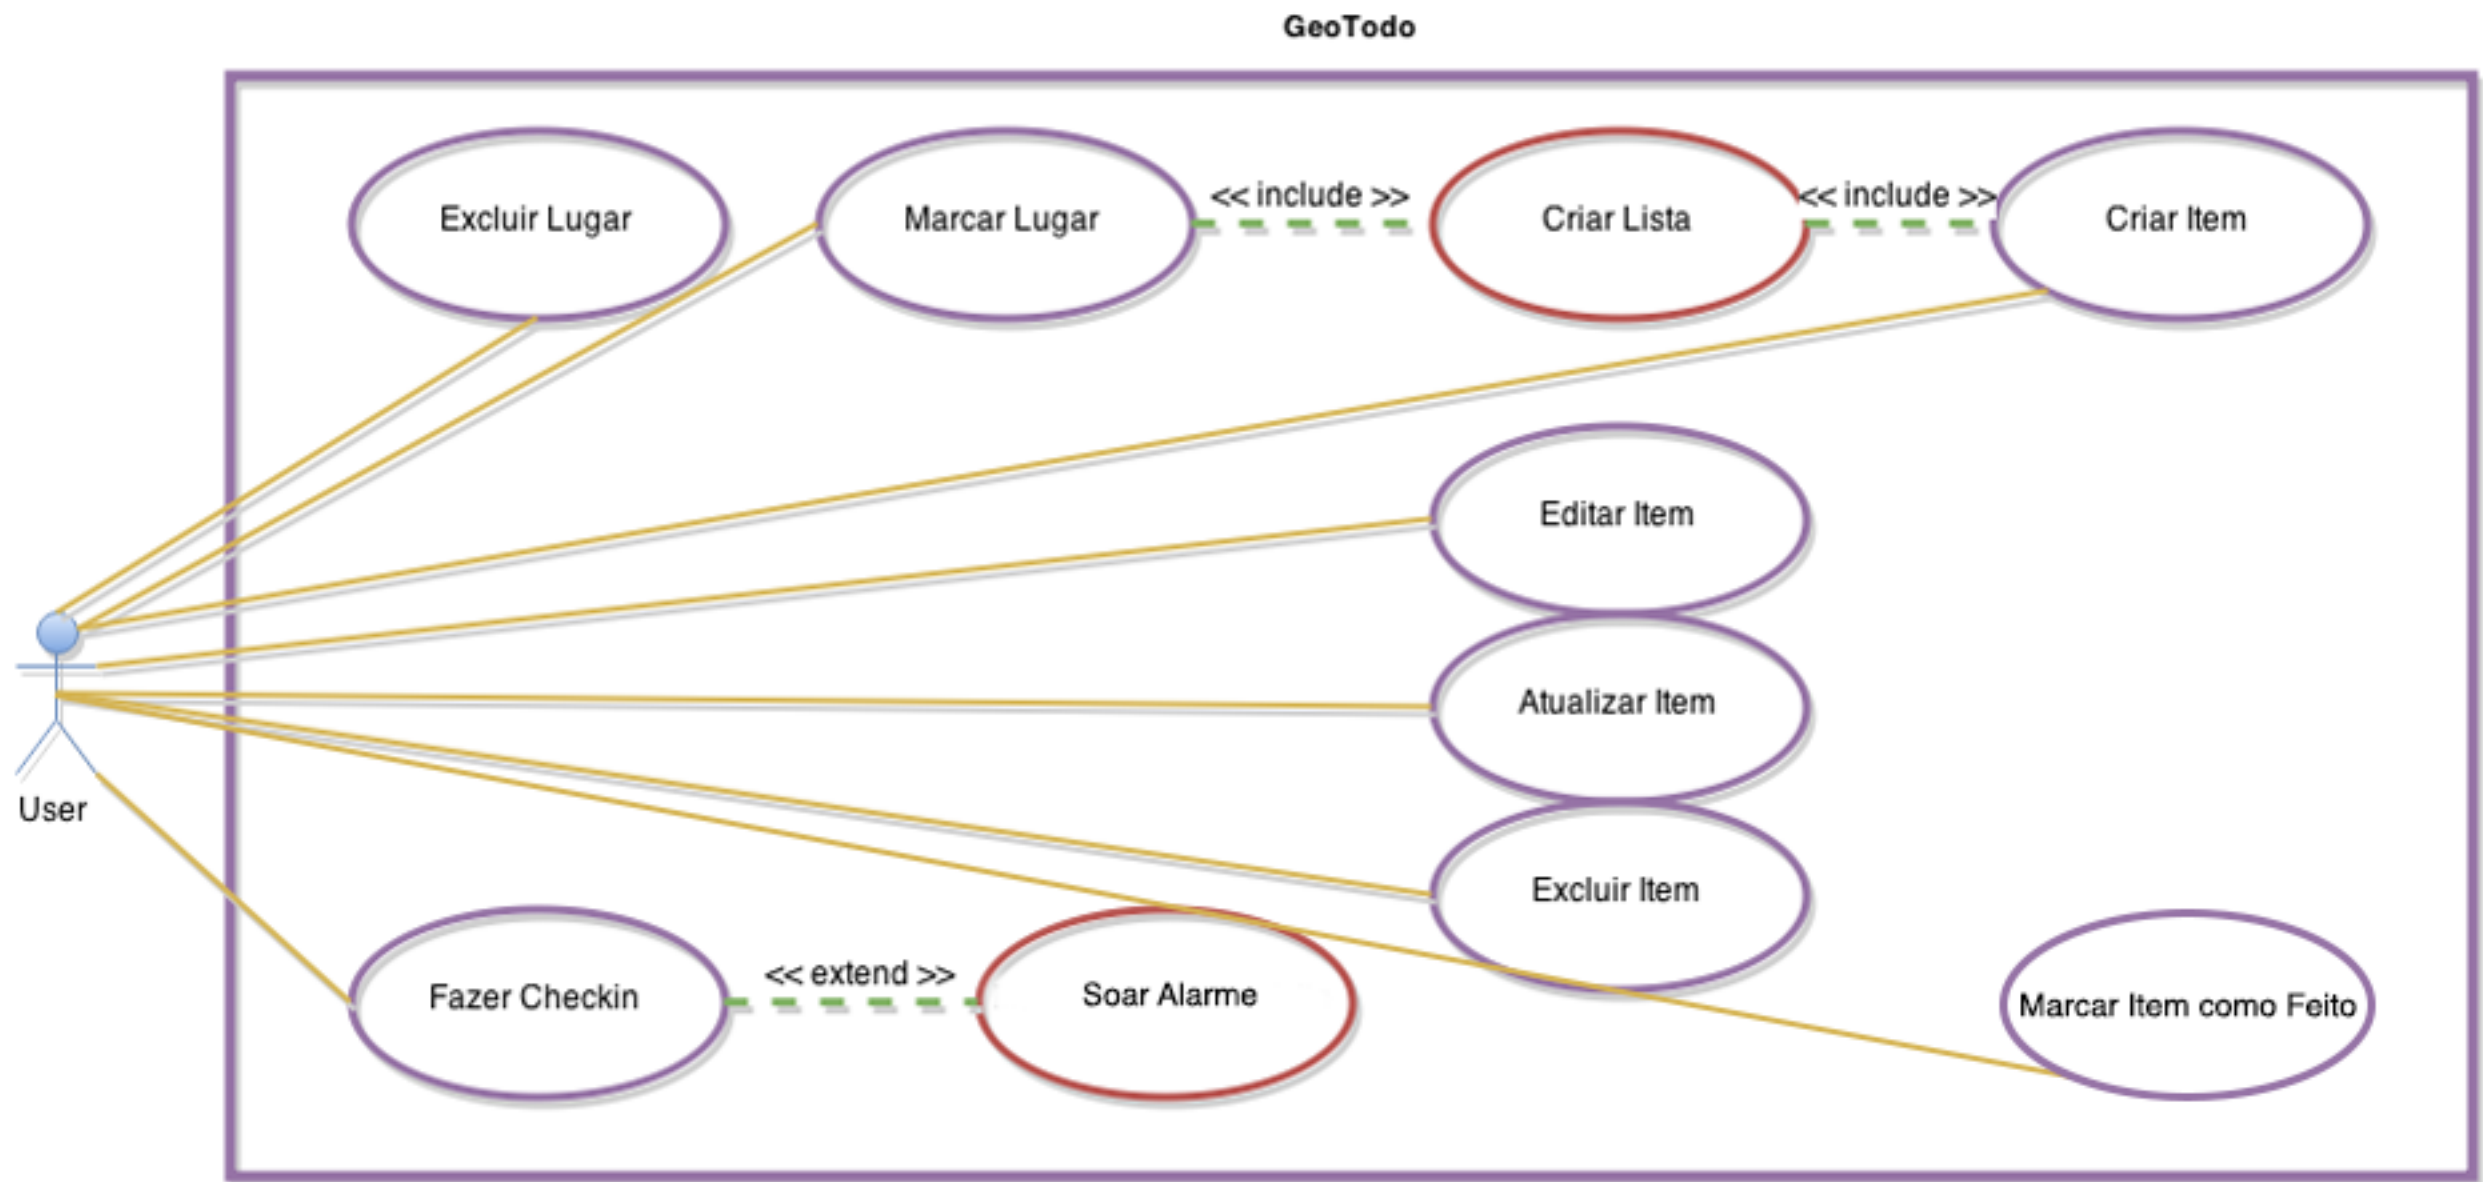 GeoTodo
Excluir Lugar
Marcar Lugar
<< include >>
Criar Lista
<< include >>
Criar Item
Editar Item
Atualizar Item
User
Excluir Item
Fazer Checkin
<< extend >>
Soar Alarme
Marcar Item como Feito